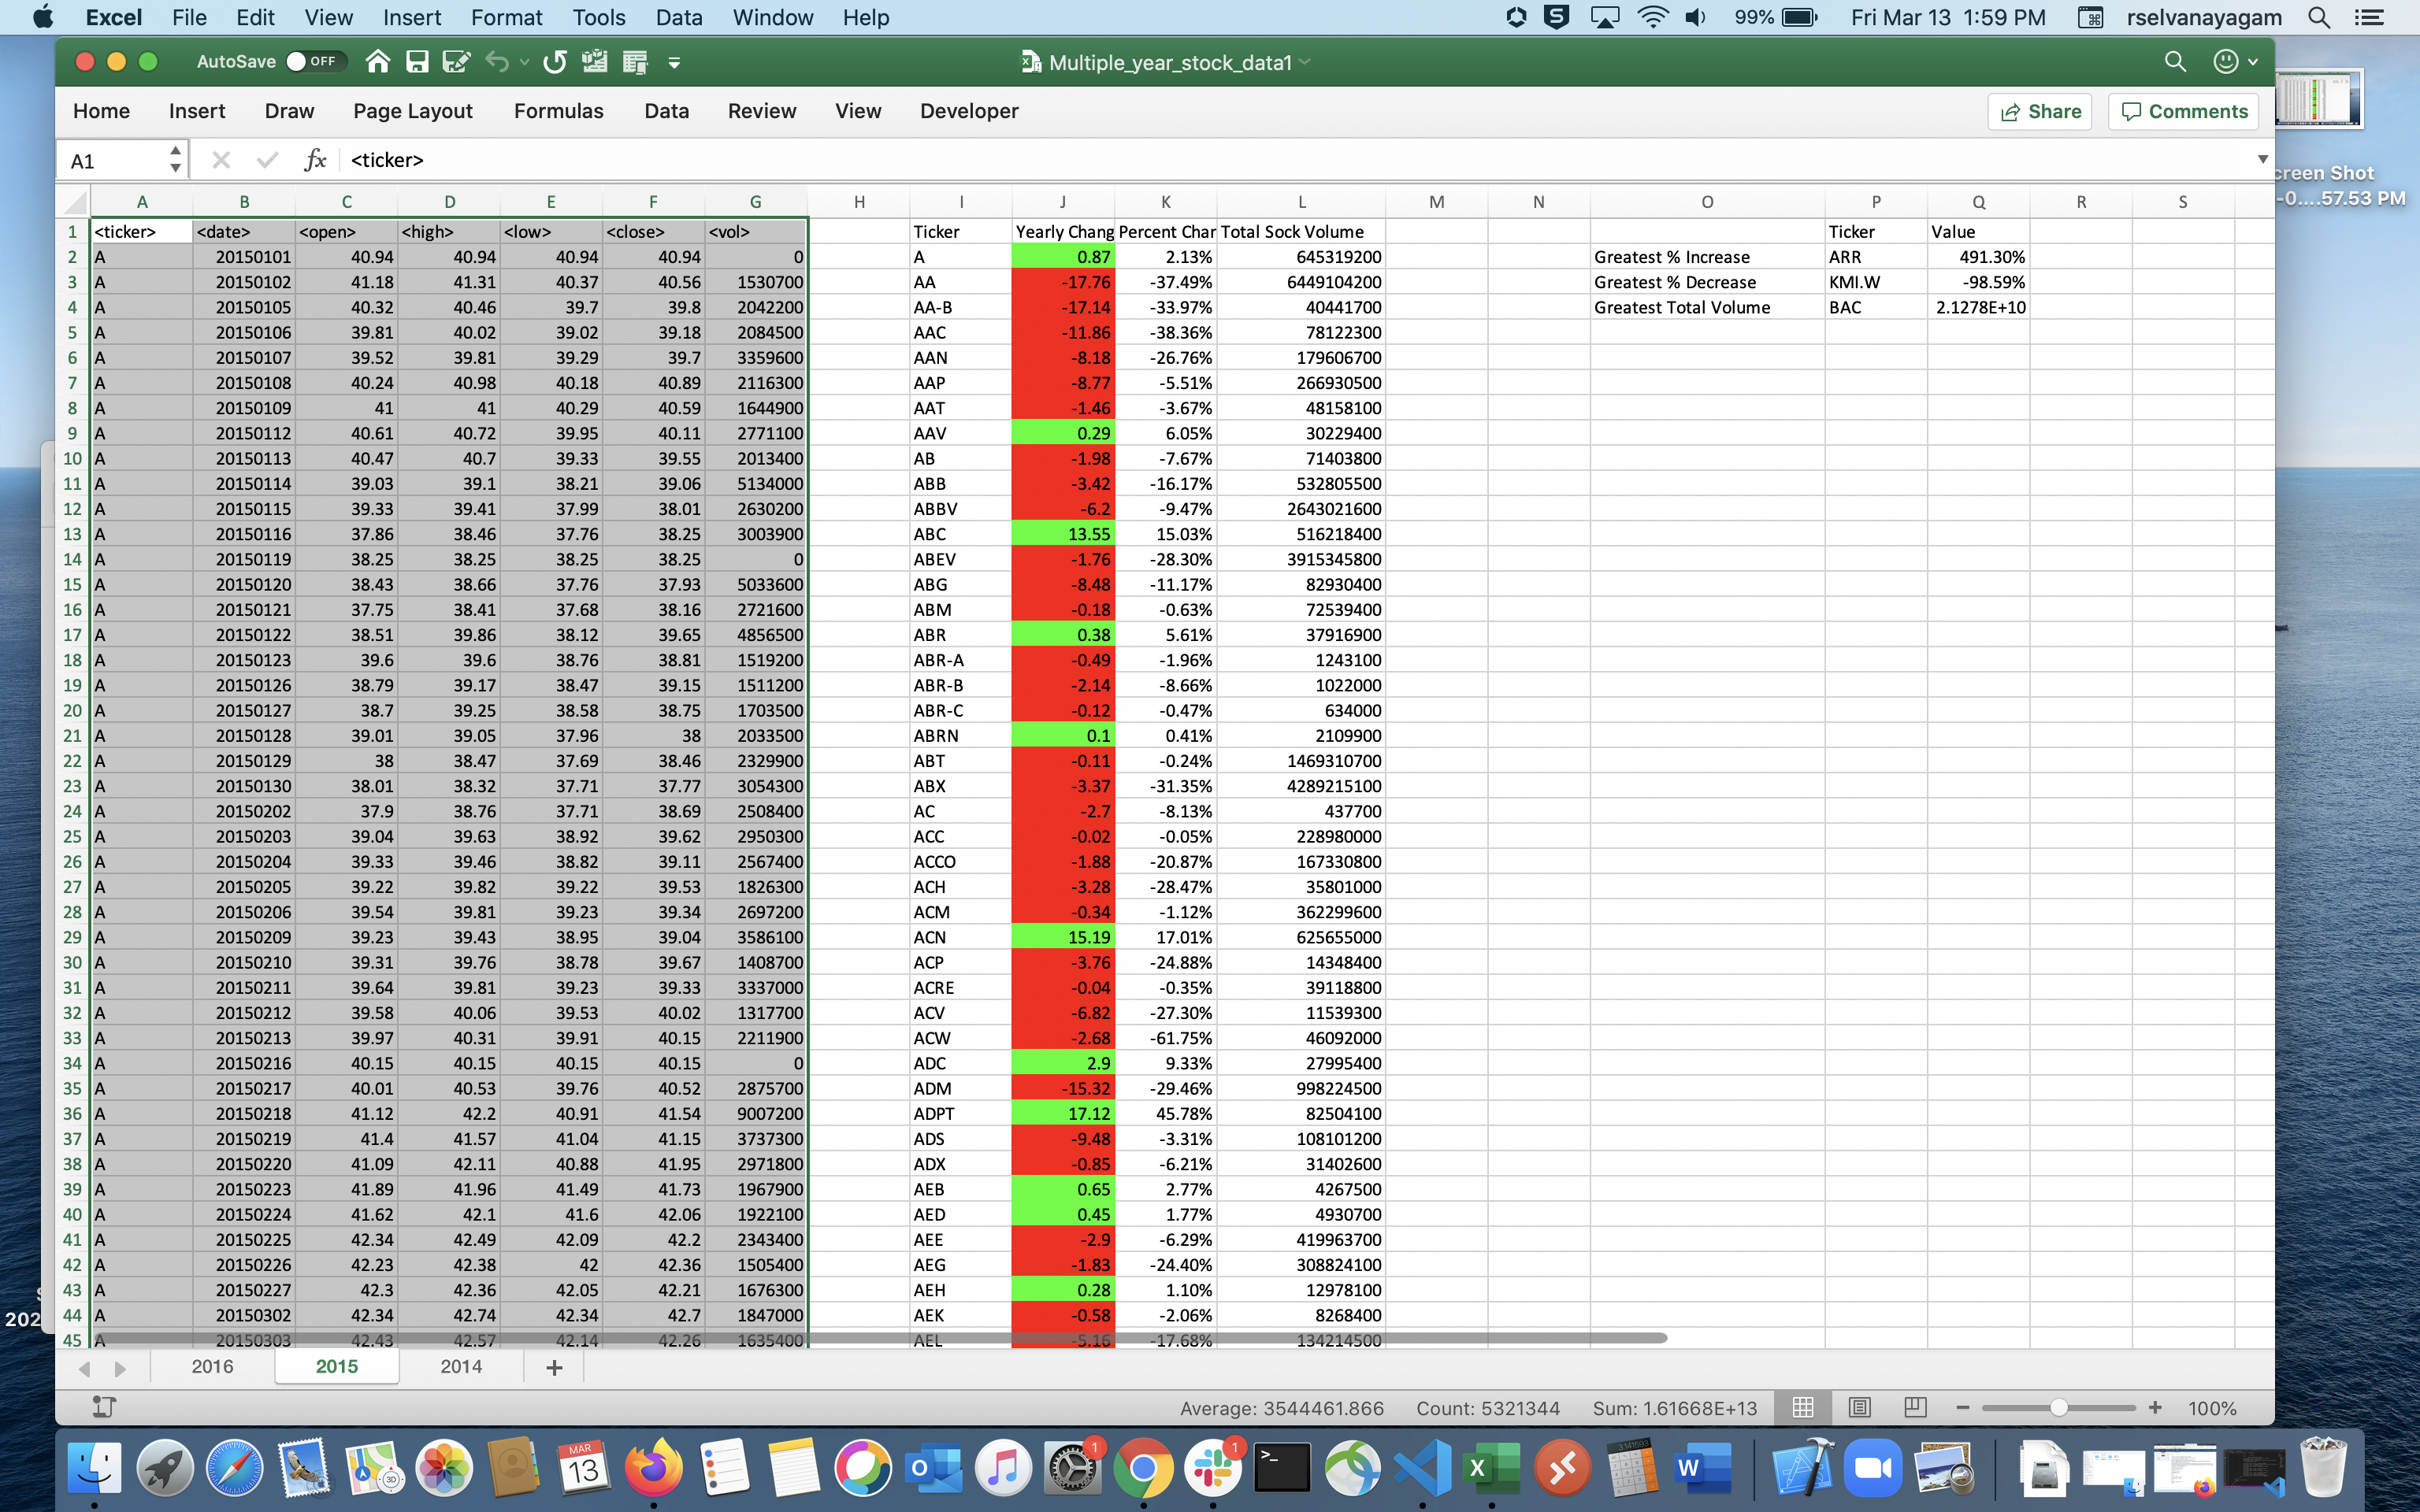 Excel File Edit View Insert Format Tools Data Window Help 99% Fri Mar 13 1:59 PM rselvanayagam
AutoSave OFF Multiple_year_stock_data1
Home Insert Draw Page Layout Formulas Data Review View Developer Share Comments
A1 fx <ticker>
creen Shot
-0....57.53 PM
A B C D E F G H I J K L M N O P Q R S
1 <ticker> <date> <open> <high> <low> <close> <vol> Ticker Yearly Chang Percent Char Total Sock Volume Ticker Value
2 A 20150101 40.94 40.94 40.94 40.94 0 A 0.87 2.13% 645319200 Greatest % Increase ARR 491.30%
3 A 20150102 41.18 41.31 40.37 40.56 1530700 AA -17.76 -37.49% 6449104200 Greatest % Decrease KMI.W -98.59%
4 A 20150105 40.32 40.46 39.7 39.8 2042200 AA-B -17.14 -33.97% 40441700 Greatest Total Volume BAC 2.1278E+10
5 A 20150106 39.81 40.02 39.02 39.18 2084500 AAC -11.86 -38.36% 78122300
6 A 20150107 39.52 39.81 39.29 39.7 3359600 AAN -8.18 -26.76% 179606700
7 A 20150108 40.24 40.98 40.18 40.89 2116300 AAP -8.77 -5.51% 266930500
8 A 20150109 41 41 40.29 40.59 1644900 AAT -1.46 -3.67% 48158100
9 A 20150112 40.61 40.72 39.95 40.11 2771100 AAV 0.29 6.05% 30229400
10 A 20150113 40.47 40.7 39.33 39.55 2013400 AB -1.98 -7.67% 71403800
11 A 20150114 39.03 39.1 38.21 39.06 5134000 ABB -3.42 -16.17% 532805500
12 A 20150115 39.33 39.41 37.99 38.01 2630200 ABBV -6.2 -9.47% 2643021600
13 A 20150116 37.86 38.46 37.76 38.25 3003900 ABC 13.55 15.03% 516218400
14 A 20150119 38.25 38.25 38.25 38.25 0 ABEV -1.76 -28.30% 3915345800
15 A 20150120 38.43 38.66 37.76 37.93 5033600 ABG -8.48 -11.17% 82930400
16 A 20150121 37.75 38.41 37.68 38.16 2721600 ABM -0.18 -0.63% 72539400
17 A 20150122 38.51 39.86 38.12 39.65 4856500 ABR 0.38 5.61% 37916900
18 A 20150123 39.6 39.6 38.76 38.81 1519200 ABR-A -0.49 -1.96% 1243100
19 A 20150126 38.79 39.17 38.47 39.15 1511200 ABR-B -2.14 -8.66% 1022000
20 A 20150127 38.7 39.25 38.58 38.75 1703500 ABR-C -0.12 -0.47% 634000
21 A 20150128 39.01 39.05 37.96 38 2033500 ABRN 0.1 0.41% 2109900
22 A 20150129 38 38.47 37.69 38.46 2329900 ABT -0.11 -0.24% 1469310700
23 A 20150130 38.01 38.32 37.71 37.77 3054300 ABX -3.37 -31.35% 4289215100
24 A 20150202 37.9 38.76 37.71 38.69 2508400 AC -2.7 -8.13% 437700
25 A 20150203 39.04 39.63 38.92 39.62 2950300 ACC -0.02 -0.05% 228980000
26 A 20150204 39.33 39.46 38.82 39.11 2567400 ACCO -1.88 -20.87% 167330800
27 A 20150205 39.22 39.82 39.22 39.53 1826300 ACH -3.28 -28.47% 35801000
28 A 20150206 39.54 39.81 39.23 39.34 2697200 ACM -0.34 -1.12% 362299600
29 A 20150209 39.23 39.43 38.95 39.04 3586100 ACN 15.19 17.01% 625655000
30 A 20150210 39.31 39.76 38.78 39.67 1408700 ACP -3.76 -24.88% 14348400
31 A 20150211 39.64 39.81 39.23 39.33 3337000 ACRE -0.04 -0.35% 39118800
32 A 20150212 39.58 40.06 39.53 40.02 1317700 ACV -6.82 -27.30% 11539300
33 A 20150213 39.97 40.31 39.91 40.15 2211900 ACW -2.68 -61.75% 46092000
34 A 20150216 40.15 40.15 40.15 40.15 0 ADC 2.9 9.33% 27995400
35 A 20150217 40.01 40.53 39.76 40.52 2875700 ADM -15.32 -29.46% 998224500
36 A 20150218 41.12 42.2 40.91 41.54 9007200 ADPT 17.12 45.78% 82504100
37 A 20150219 41.4 41.57 41.04 41.15 3737300 ADS -9.48 -3.31% 108101200
38 A 20150220 41.09 42.11 40.88 41.95 2971800 ADX -0.85 -6.21% 31402600
39 A 20150223 41.89 41.96 41.49 41.73 1967900 AEB 0.65 2.77% 4267500
40 A 20150224 41.62 42.1 41.6 42.06 1922100 AED 0.45 1.77% 4930700
41 A 20150225 42.34 42.49 42.09 42.2 2343400 AEE -2.9 -6.29% 419963700
42 A 20150226 42.23 42.38 42 42.36 1505400 AEG -1.83 -24.40% 308824100
43 A 20150227 42.3 42.36 42.05 42.21 1676300 AEH 0.28 1.10% 12978100
44 A 20150302 42.34 42.74 42.34 42.7 1847000 AEK -0.58 -2.06% 8268400
45 A 20150303 42.43 42.57 42.14 42.26 1635400 AEL -5.16 -17.68% 134214500
202
2016 2015 2014 +
Average: 3544461.866 Count: 5321344 Sum: 1.61668E+13 100%
MAR
13
3D
1
1